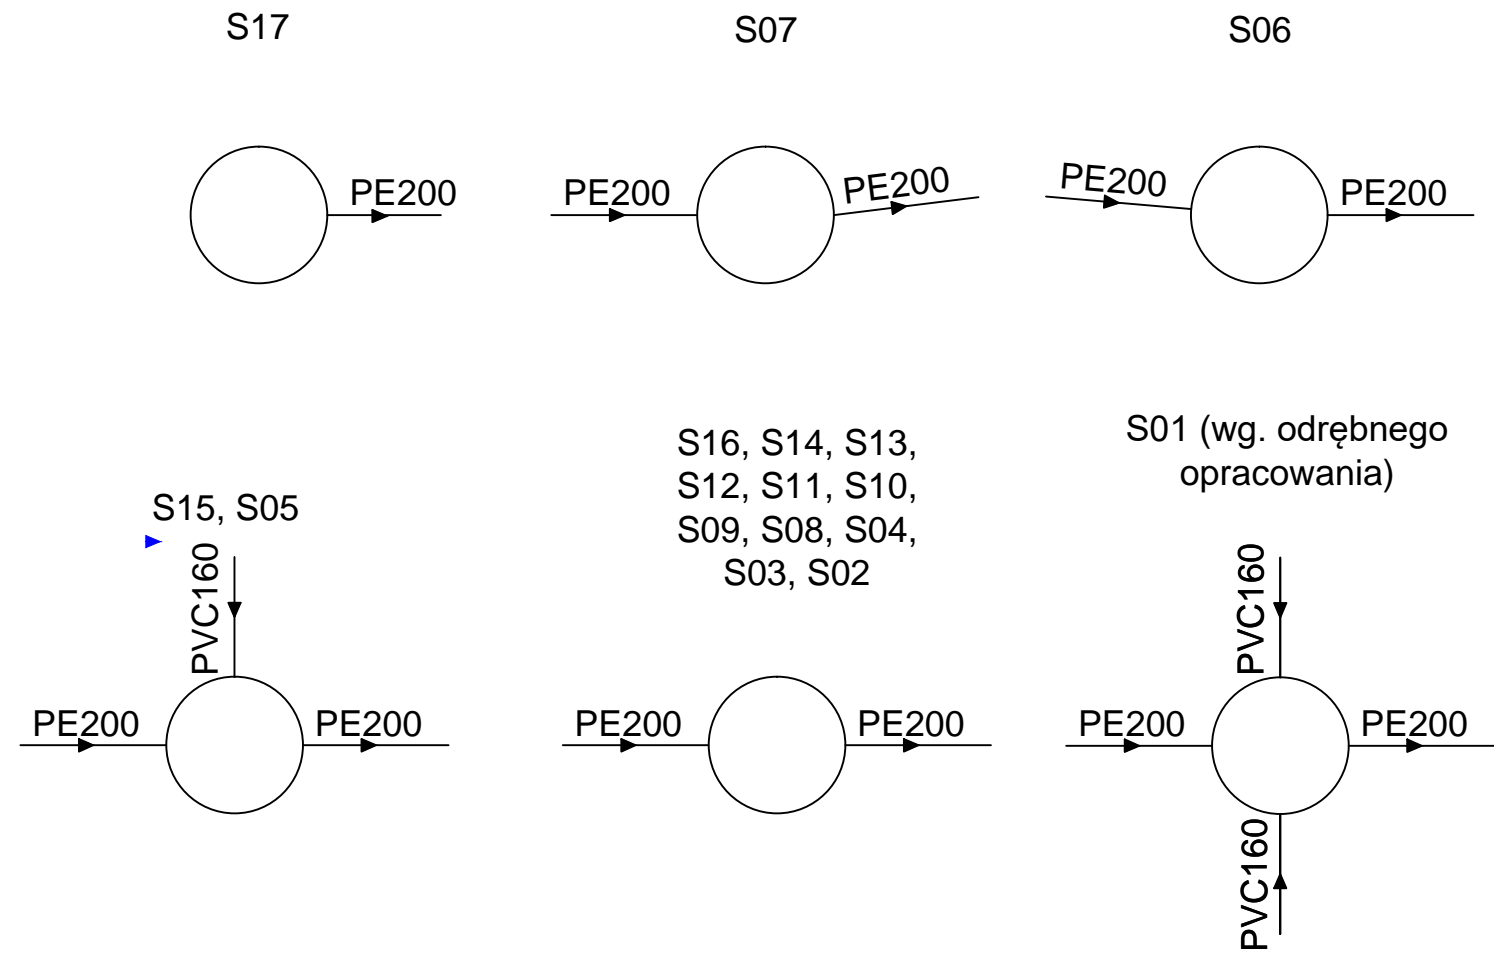 S17
PE200
S07
PE200
PE200
S06
PE200
PE200
S15, S05
PVC160
PE200
PE200
S16, S14, S13,
S12, S11, S10,
S09, S08, S04,
S03, S02
PE200
PE200
S01 (wg. odrębnego
opracowania)
PVC160
PE200
PE200
PVC160